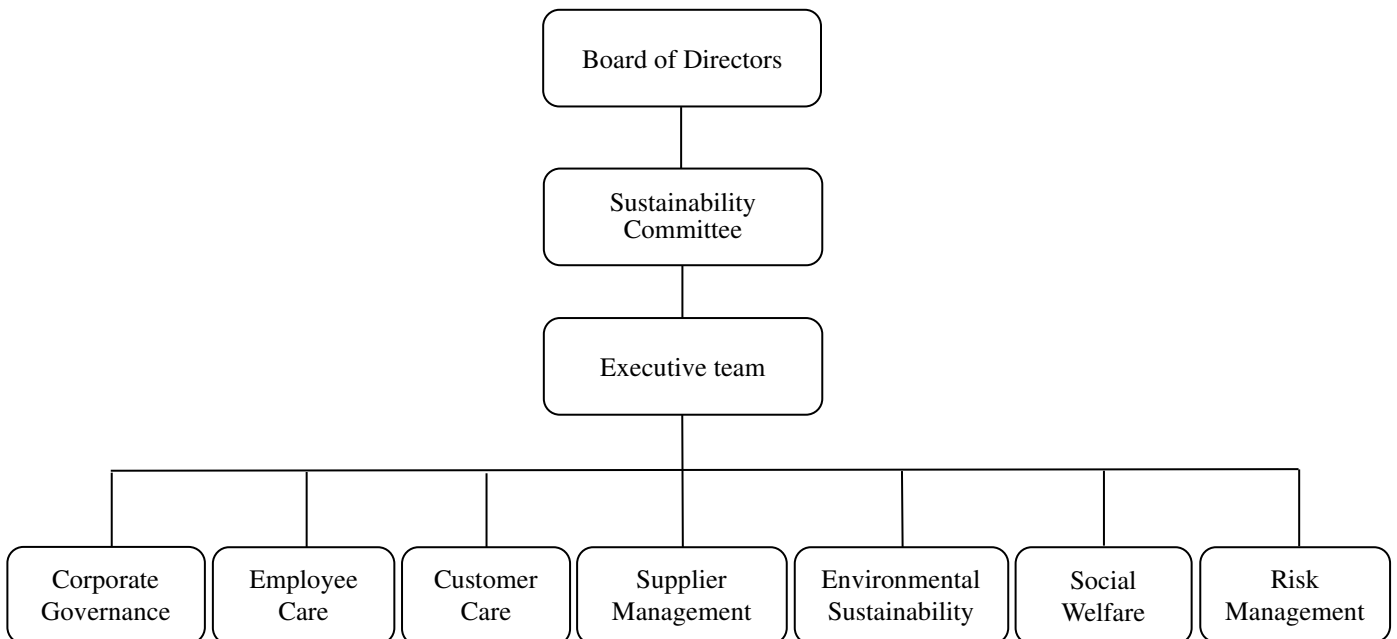 Board of Directors
Sustainability
Committee
Executive team
Corporate
Governance
Employee
Care
Customer
Care
Supplier
Management
Environmental
Sustainability
Social
Welfare
Risk
Management